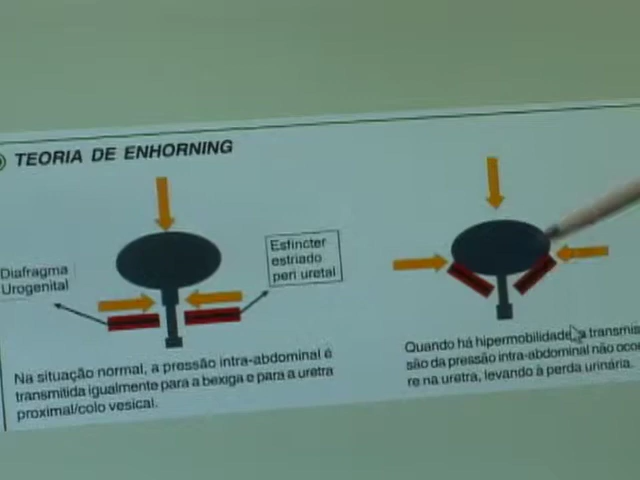 TEORIA DE ENHORNING
Diafragma
Urogenital
Esfincter
estriado
peri uretal
Na situação normal, a pressão intra-abdominal é
transmitida igualmente para a bexiga e para a uretra
proximal/colo vesical.
Quando há hipermobilidade, a transmis
são da pressão intra-abdominal não ocor
re na uretra, levando à perda urinária.